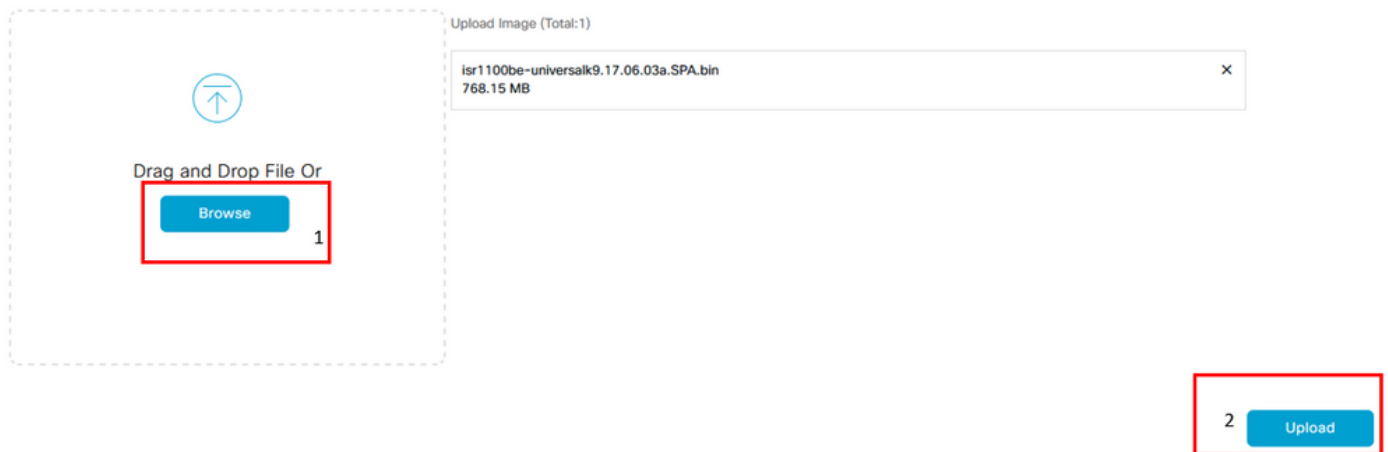 Upload Image (Total:1)
isr1100be-universalk9.17.06.03a.SPA.bin
768.15 MB
×
Drag and Drop File Or
Browse
1
2
Upload